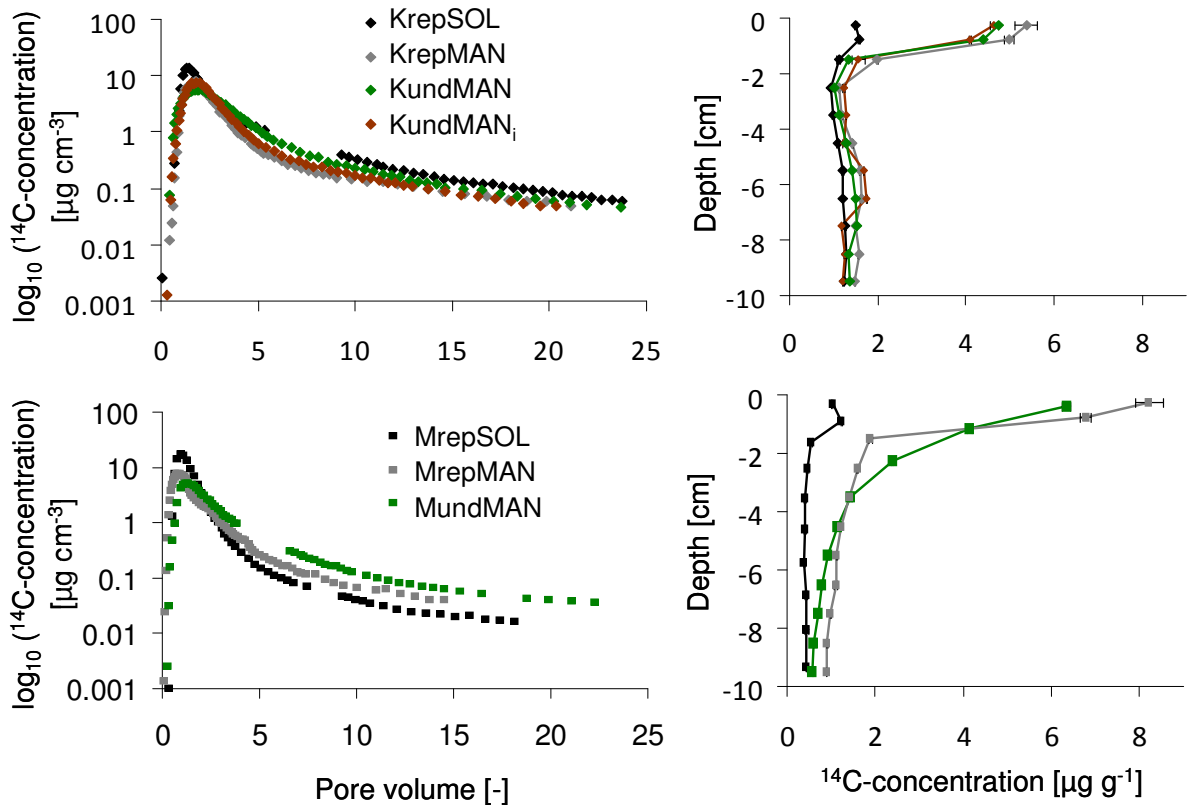 log₁₀ (¹⁴C-concentration)
[µg cm⁻³]
100
10
1
0.1
0.01
0.001
0 5 10 15 20 25
KrepSOL
KrepMAN
KundMAN
KundMANᵢ
Depth [cm]
0
-2
-4
-6
-8
-10
0 2 4 6 8
log₁₀ (¹⁴C-concentration)
[µg cm⁻³]
100
10
1
0.1
0.01
0.001
0 5 10 15 20 25
Pore volume [-]
MrepSOL
MrepMAN
MundMAN
Depth [cm]
0
-2
-4
-6
-8
-10
0 2 4 6 8
¹⁴C-concentration [µg g⁻¹]